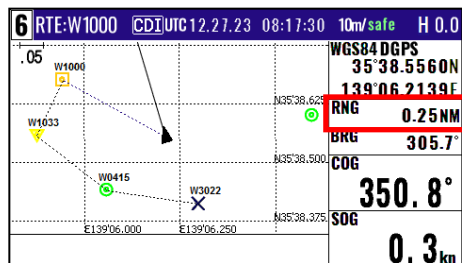 6 RTE:W1000 CDI UTC 12.27.23 08:17:30 10m/safe H 0.0
.05
W1000
W1033
W0415
W3022
N35°38.625
N35°38.500
N35°38.375
E139°06.000
E139°06.250
WGS84 DGPS
35°38.5560N
139°06.2139E
RNG
0.25NM
BRG
305.7°
COG
350.8°
SOG
0.3kn